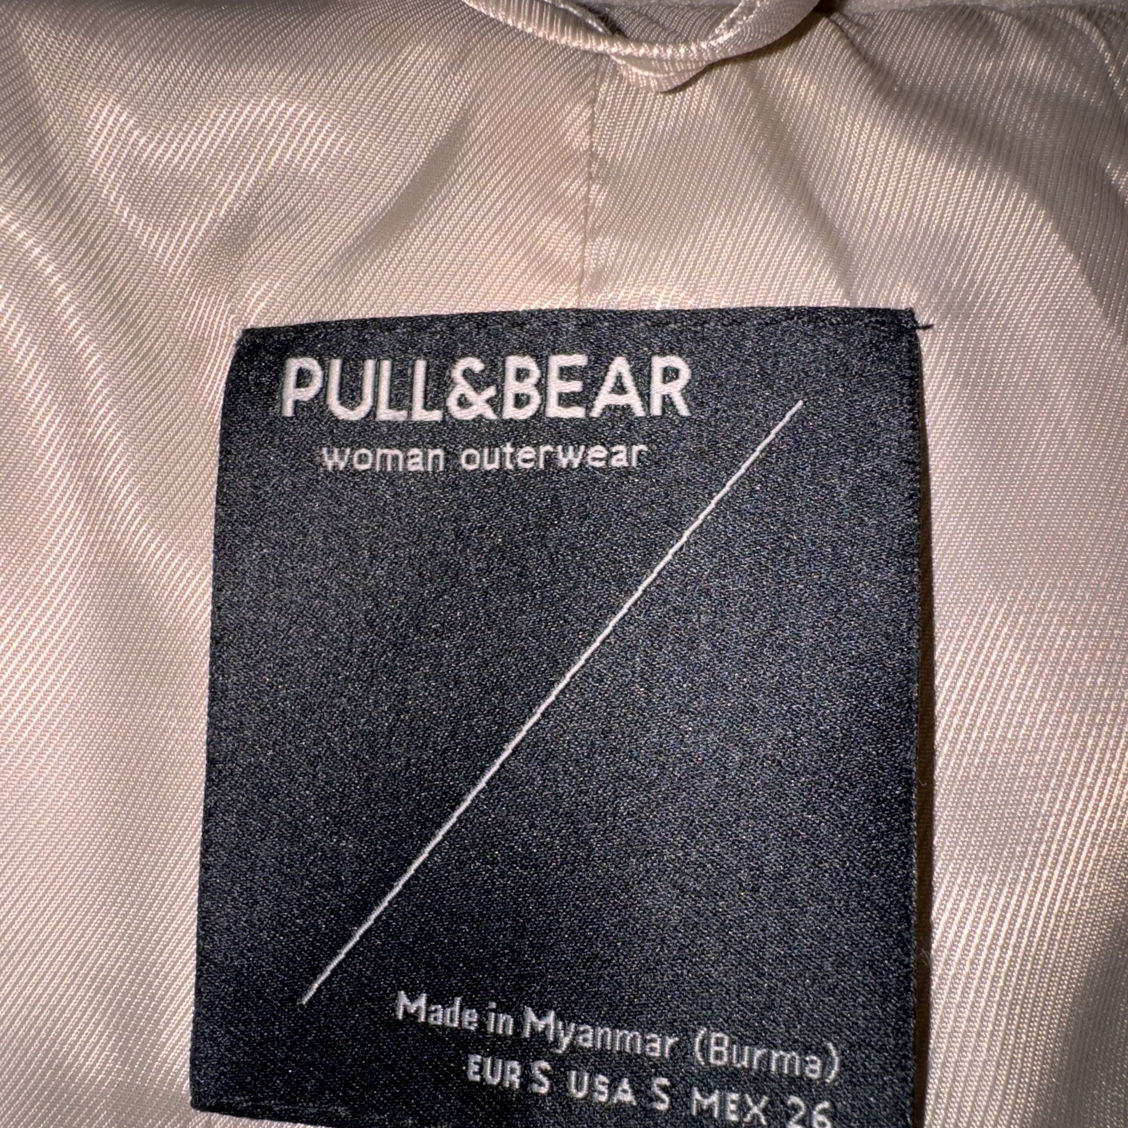 PULL&BEAR
woman outerwear
Made in Myanmar (Burma)
EUR S USA S MEX 26